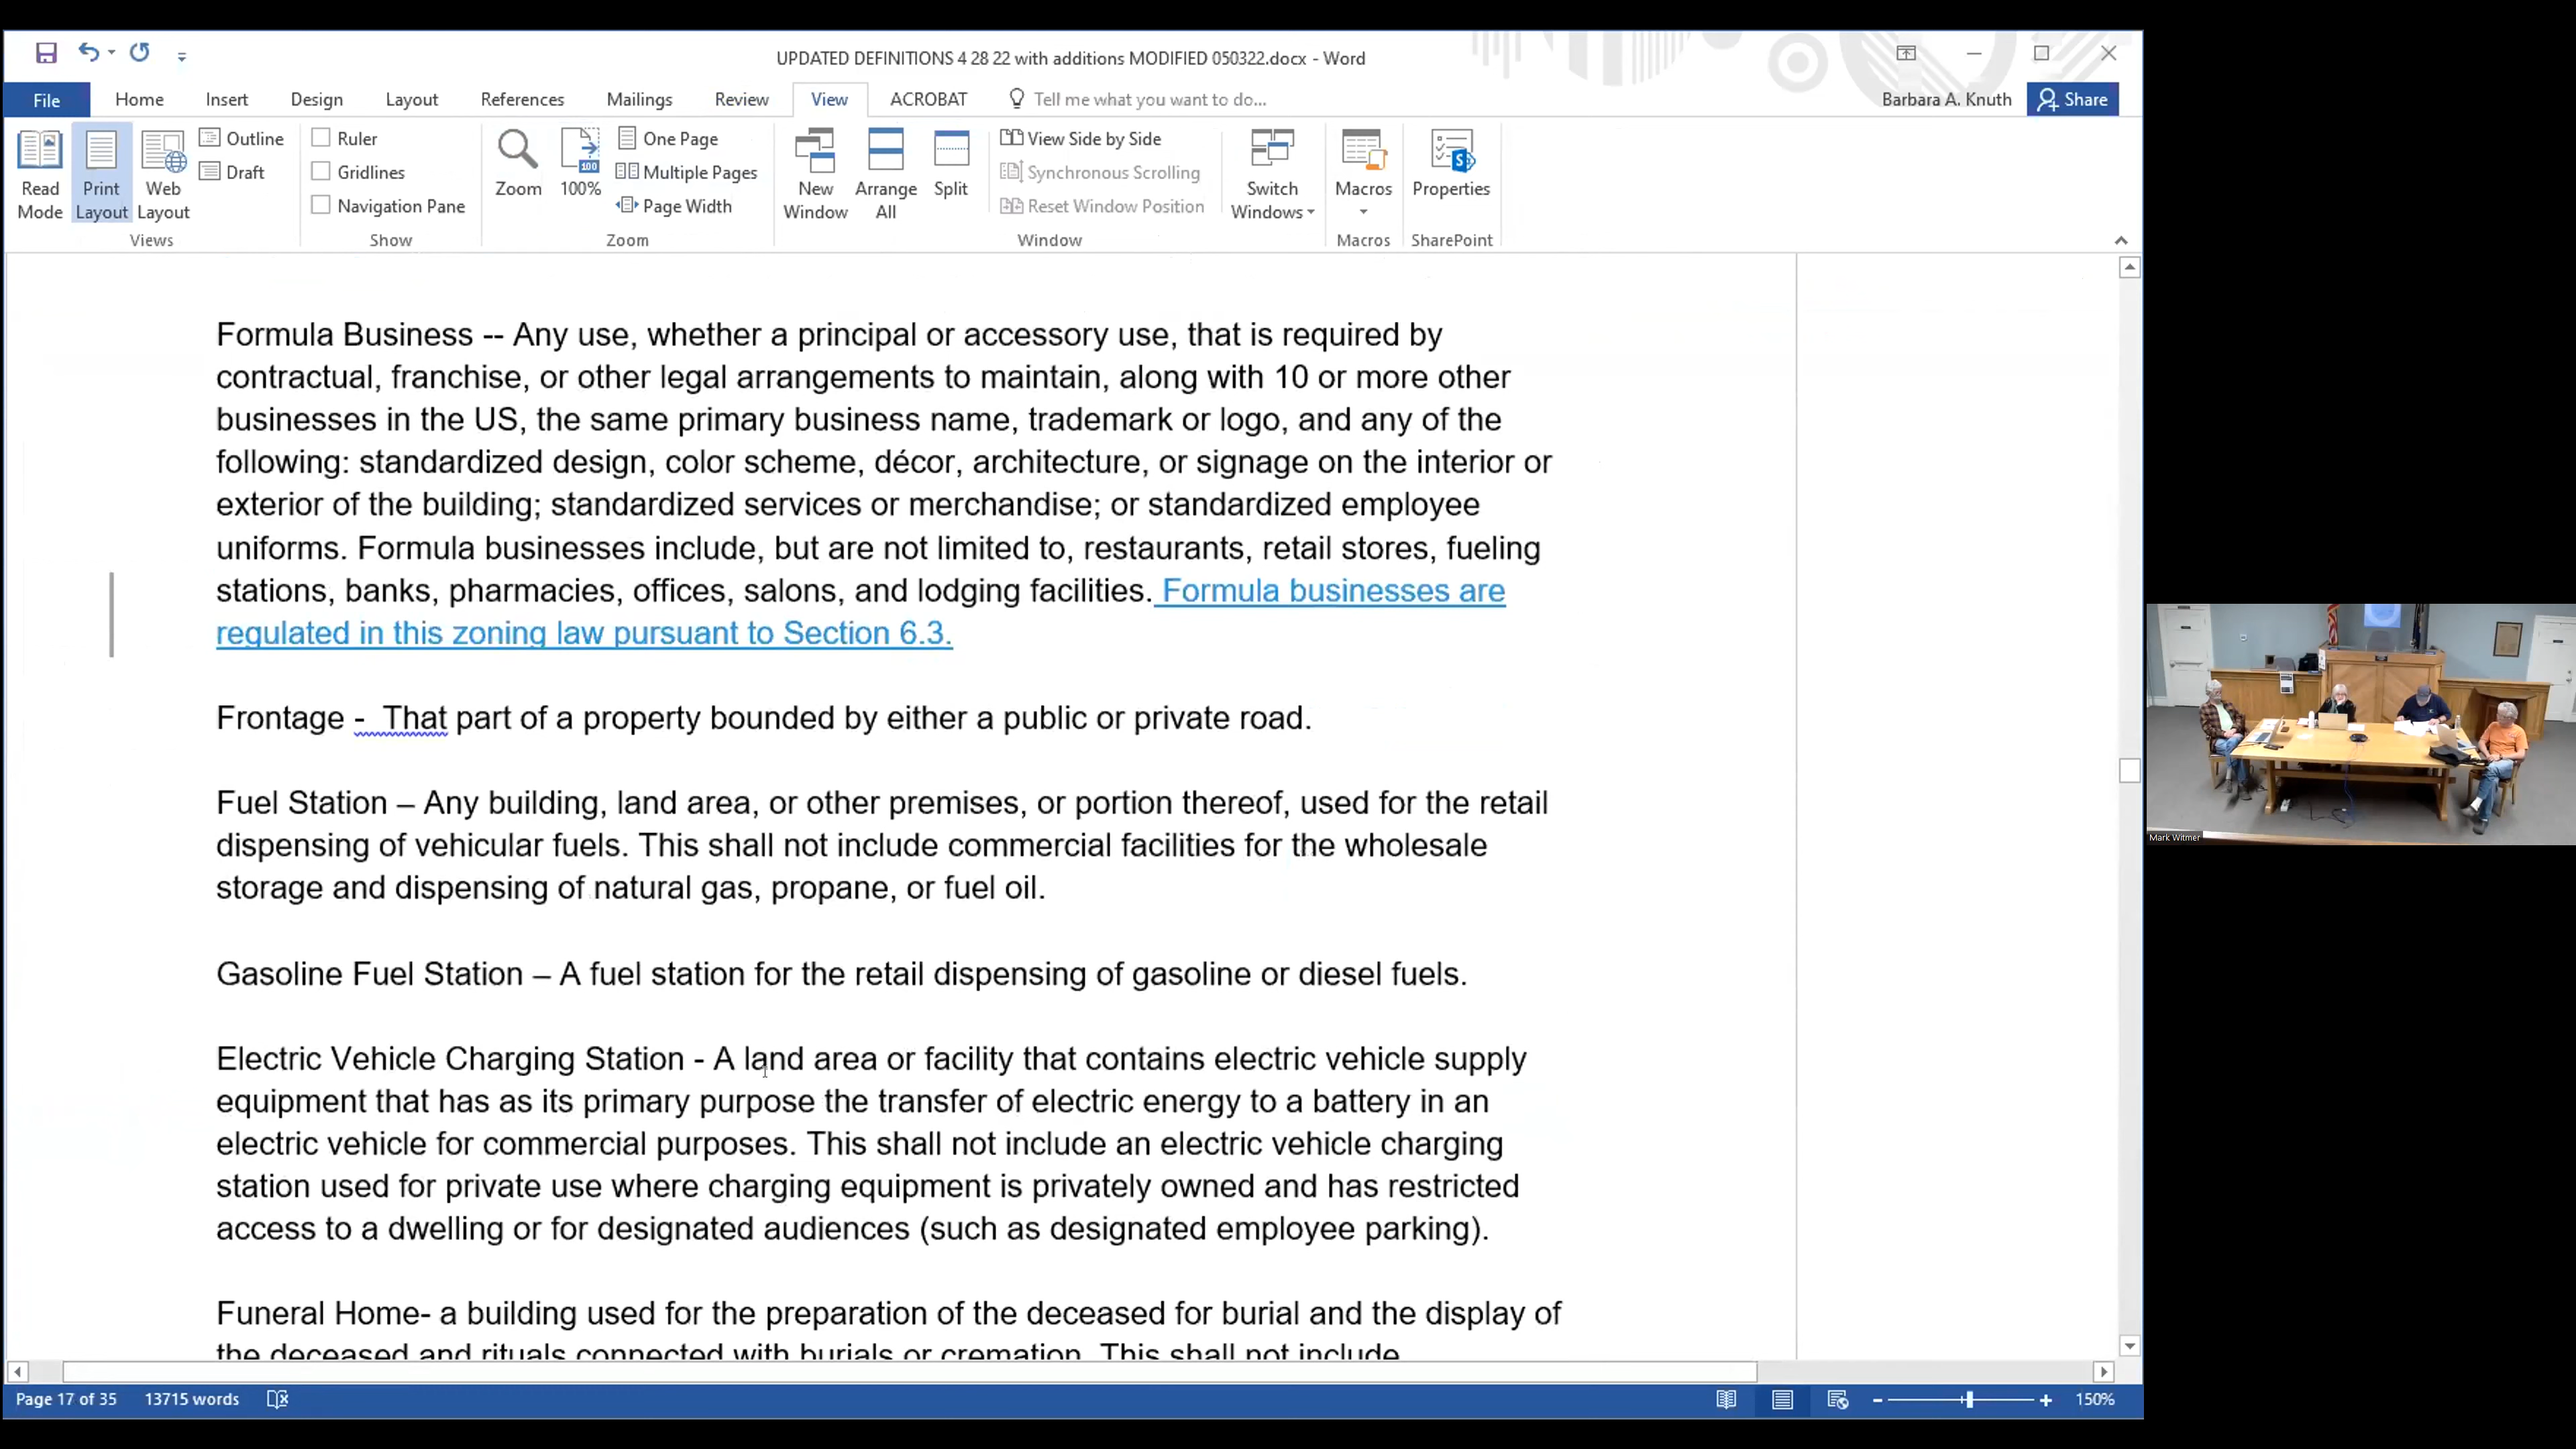 UPDATED DEFINITIONS 4 28 22 with additions MODIFIED 050322.docx - Word
File Home Insert Design Layout References Mailings Review View ACROBAT Tell me what you want to do... Barbara A. Knuth Share
Read Mode
Print Layout
Web Layout
Outline
Draft
Views
Ruler
Gridlines
Navigation Pane
Show
Zoom
100
100%
One Page
Multiple Pages
Page Width
Zoom
New Window
Arrange All
Split
View Side by Side
Synchronous Scrolling
Reset Window Position
Window
Switch Windows
Macros
Macros
Properties
SharePoint
Formula Business -- Any use, whether a principal or accessory use, that is required by
contractual, franchise, or other legal arrangements to maintain, along with 10 or more other
businesses in the US, the same primary business name, trademark or logo, and any of the
following: standardized design, color scheme, décor, architecture, or signage on the interior or
exterior of the building; standardized services or merchandise; or standardized employee
uniforms. Formula businesses include, but are not limited to, restaurants, retail stores, fueling
stations, banks, pharmacies, offices, salons, and lodging facilities. Formula businesses are
regulated in this zoning law pursuant to Section 6.3.
Frontage -  That part of a property bounded by either a public or private road.
Fuel Station – Any building, land area, or other premises, or portion thereof, used for the retail
dispensing of vehicular fuels. This shall not include commercial facilities for the wholesale
storage and dispensing of natural gas, propane, or fuel oil.
Gasoline Fuel Station – A fuel station for the retail dispensing of gasoline or diesel fuels.
Electric Vehicle Charging Station - A land area or facility that contains electric vehicle supply
equipment that has as its primary purpose the transfer of electric energy to a battery in an
electric vehicle for commercial purposes. This shall not include an electric vehicle charging
station used for private use where charging equipment is privately owned and has restricted
access to a dwelling or for designated audiences (such as designated employee parking).
Funeral Home- a building used for the preparation of the deceased for burial and the display of
the deceased and rituals connected with burials or cremation. This shall not include
Page 17 of 35 13715 words 150%
Mark Witmer